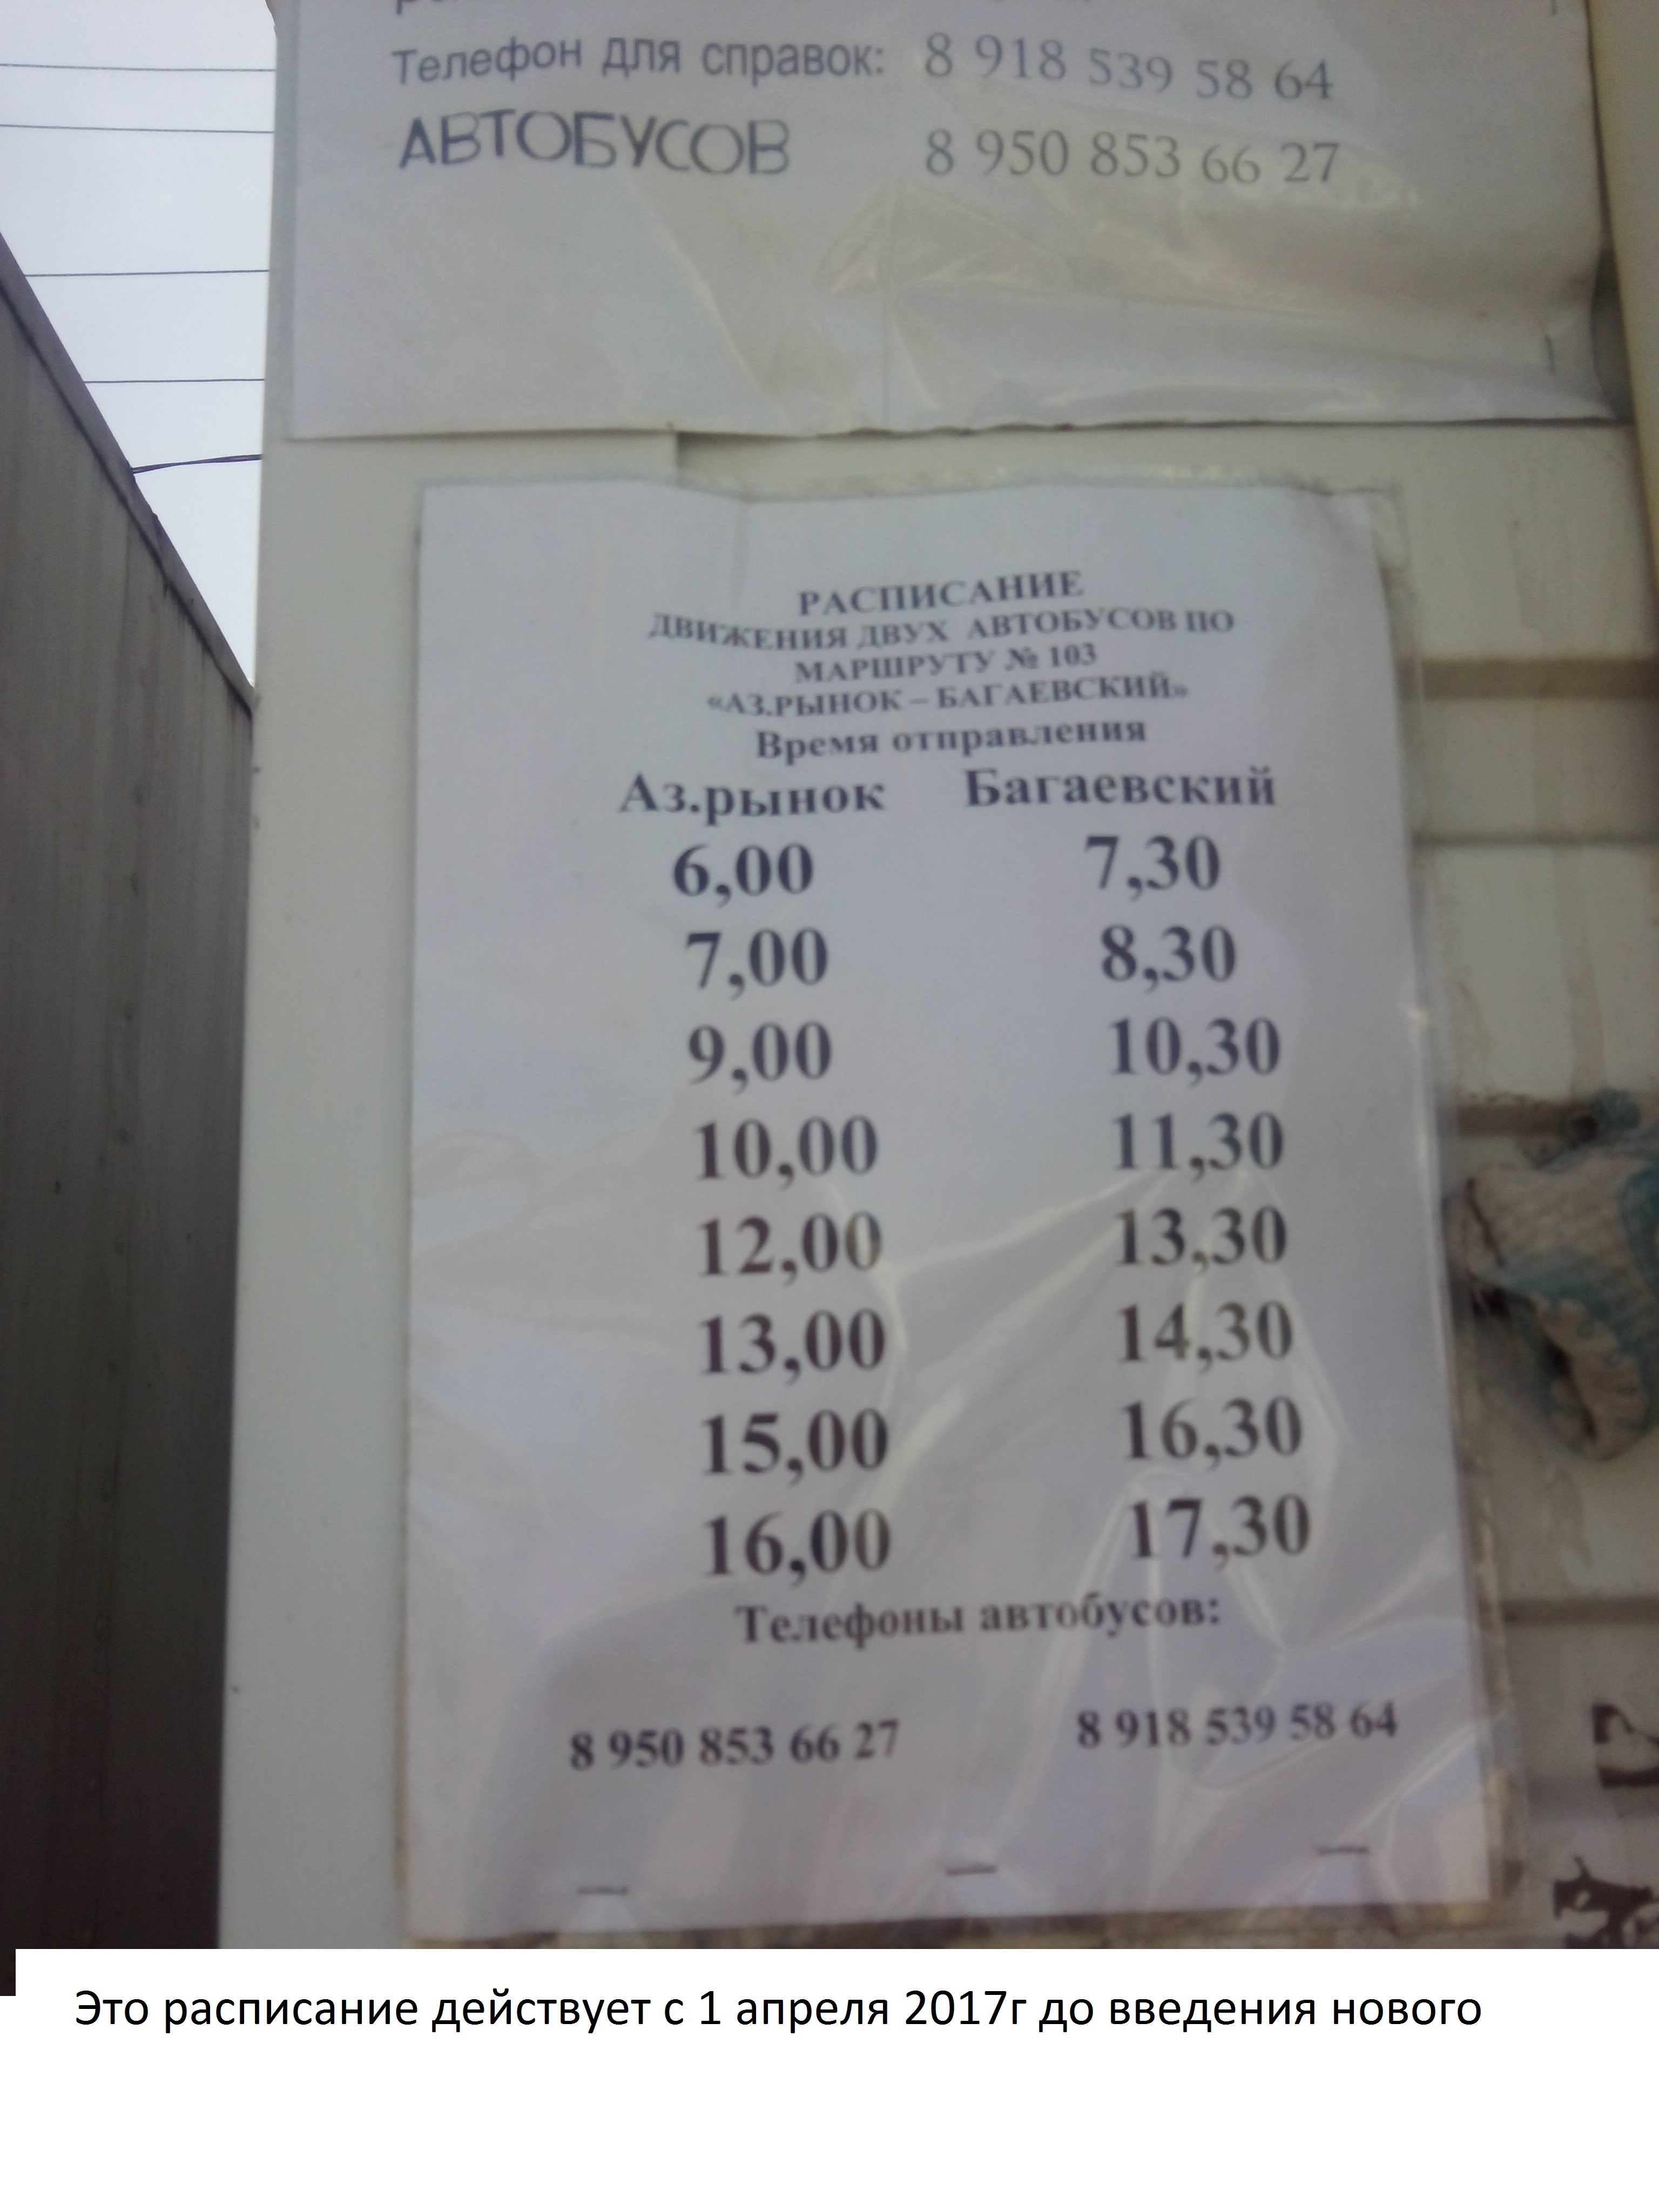 Телефон для справок: 8 918 539 58 64
АВТОБУСОВ 8 950 853 66 27
РАСПИСАНИЕ
ДВИЖЕНИЯ ДВУХ АВТОБУСОВ ПО
МАРШРУТУ № 103
«АЗ.РЫНОК – БАГАЕВСКИЙ»
Время отправления
Аз.рынок Багаевский
6,00 7,30
7,00 8,30
9,00 10,30
10,00 11,30
12,00 13,30
13,00 14,30
15,00 16,30
16,00 17,30
Телефоны автобусов:
8 950 853 66 27 8 918 539 58 64
Это расписание действует с 1 апреля 2017г до введения нового